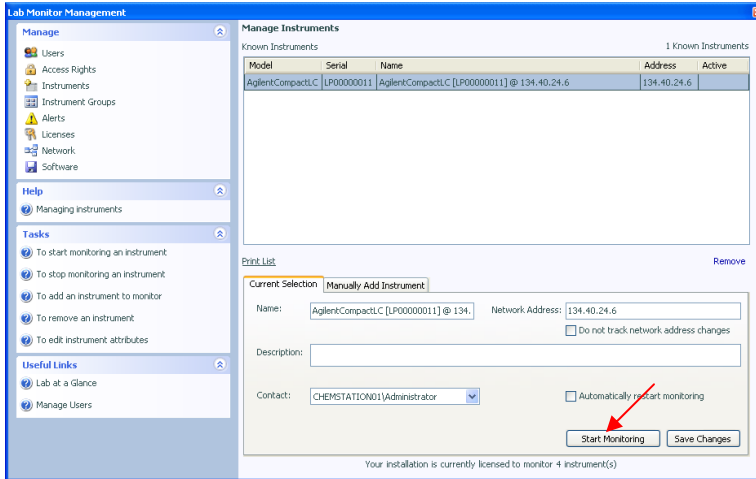 Lab Monitor Management
Manage
Users
Access Rights
Instruments
Instrument Groups
Alerts
Licenses
Network
Software
Help
Managing instruments
Tasks
To start monitoring an instrument
To stop monitoring an instrument
To add an instrument to monitor
To remove an instrument
To edit instrument attributes
Useful Links
Lab at a Glance
Manage Users
Manage Instruments
Known Instruments 1 Known Instruments
Model Serial Name Address Active
AgilentCompactLC LP00000011 AgilentCompactLC [LP00000011] @ 134.40.24.6 134.40.24.6
Print List Remove
Current Selection Manually Add Instrument
Name: AgilentCompactLC [LP00000011] @ 134. Network Address: 134.40.24.6
Do not track network address changes
Description:
Contact: CHEMSTATION01\Administrator Automatically restart monitoring
Start Monitoring Save Changes
Your installation is currently licensed to monitor 4 instrument(s)